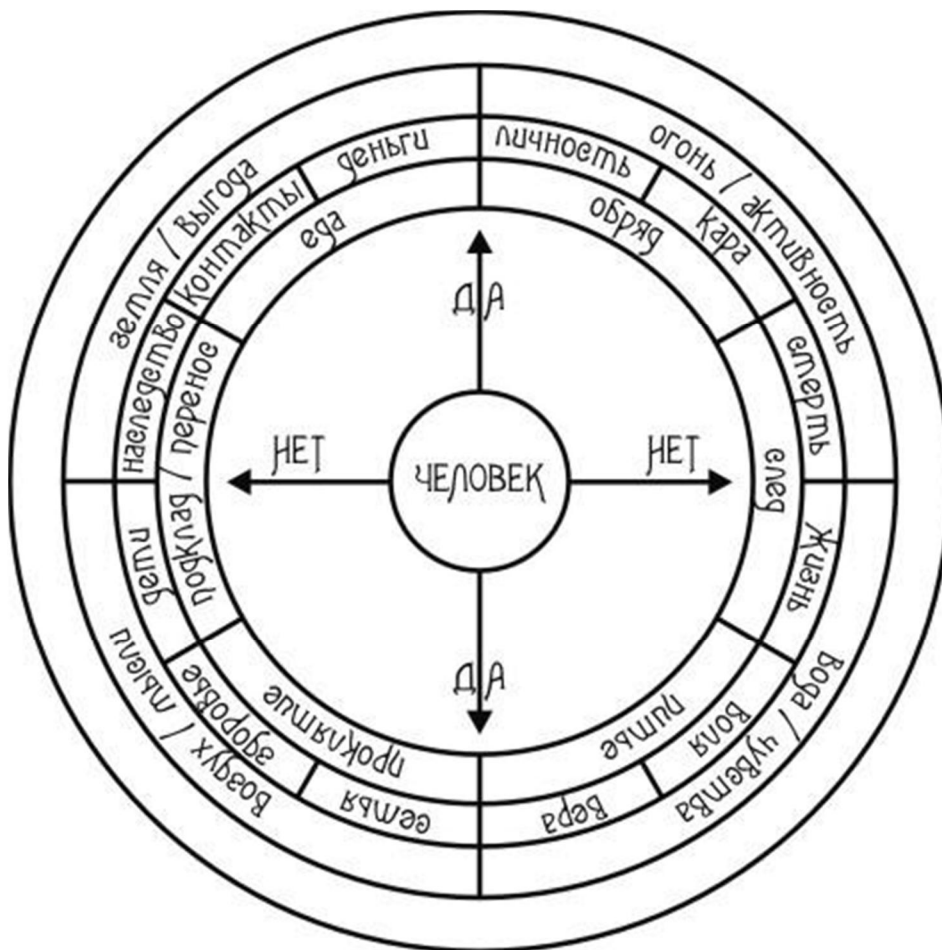 огонь / активность
Вода / чувства
Воздух / мысли
земля / Выгода
личность
кара
смерть
Жизнь
Воля
Вера
семья
здоровье
дети
наследство
контакты
деньги
обряд
след
питье
проклятие
подклад / перенос
еда
ДА
НЕТ
ЧЕЛОВЕК
НЕТ
ДА